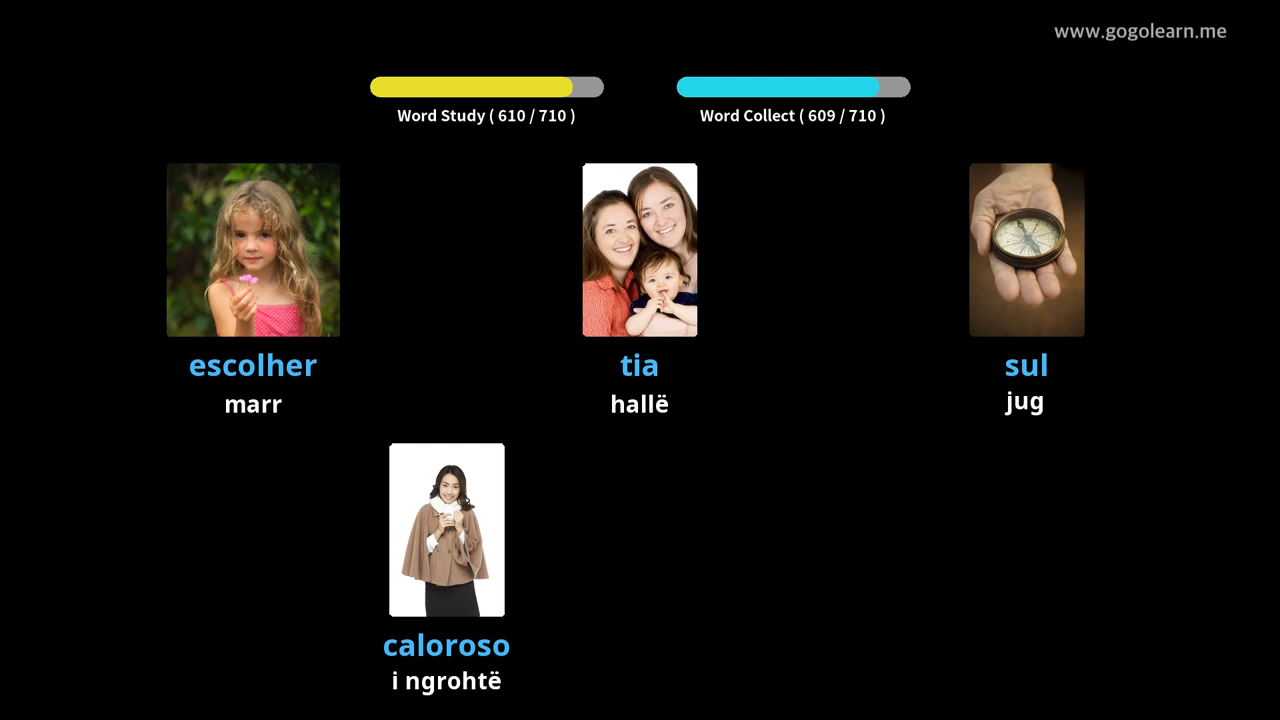 www.gogolearn.me
Word Study ( 610 / 710 )
Word Collect ( 609 / 710 )
escolher
marr
tia
hallë
sul
jug
caloroso
i ngrohtë